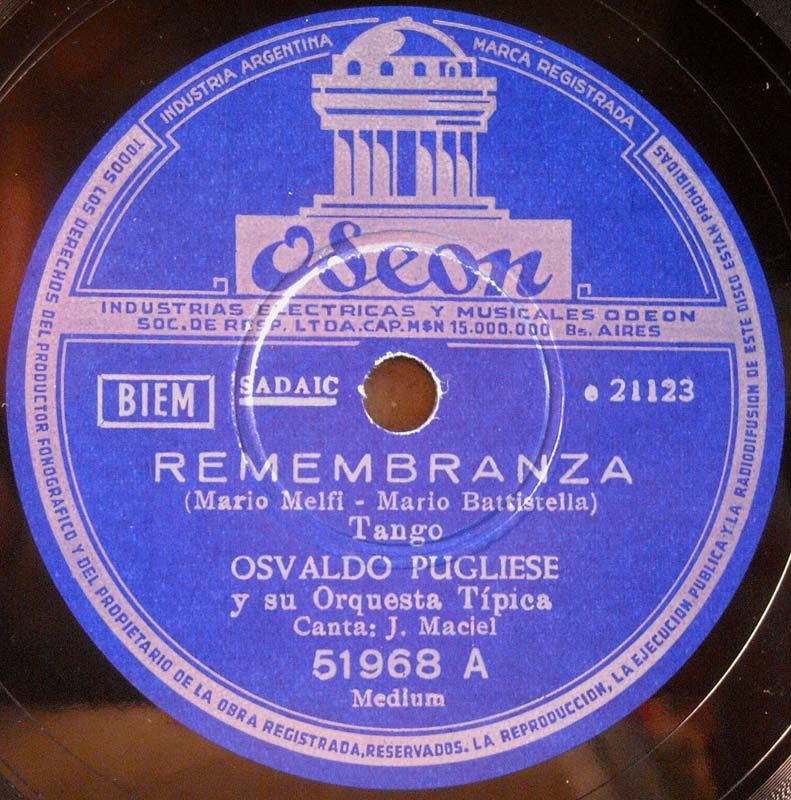 INDUSTRIA ARGENTINA
MARCA REGISTRADA
Odeon
INDUSTRIAS ELECTRICAS Y MUSICALES ODEON
SOC. DE RESP. LTDA. CAP. M$N 15.000.000 Bs. AIRES
BIEM
SADAIC
e 21123
REMEMBRANZA
(Mario Melfi - Mario Battistella)
Tango
OSVALDO PUGLIESE
y su Orquesta Típica
Canta: J. Maciel
51968 A
Medium
TODOS LOS DERECHOS DEL PRODUCTOR FONOGRAFICO Y DEL PROPIETARIO DE LA OBRA REGISTRADA, RESERVADOS. LA REPRODUCCION, LA EJECUCION PUBLICA Y LA RADIODIFUSION DE ESTE DISCO ESTAN PROHIBIDAS